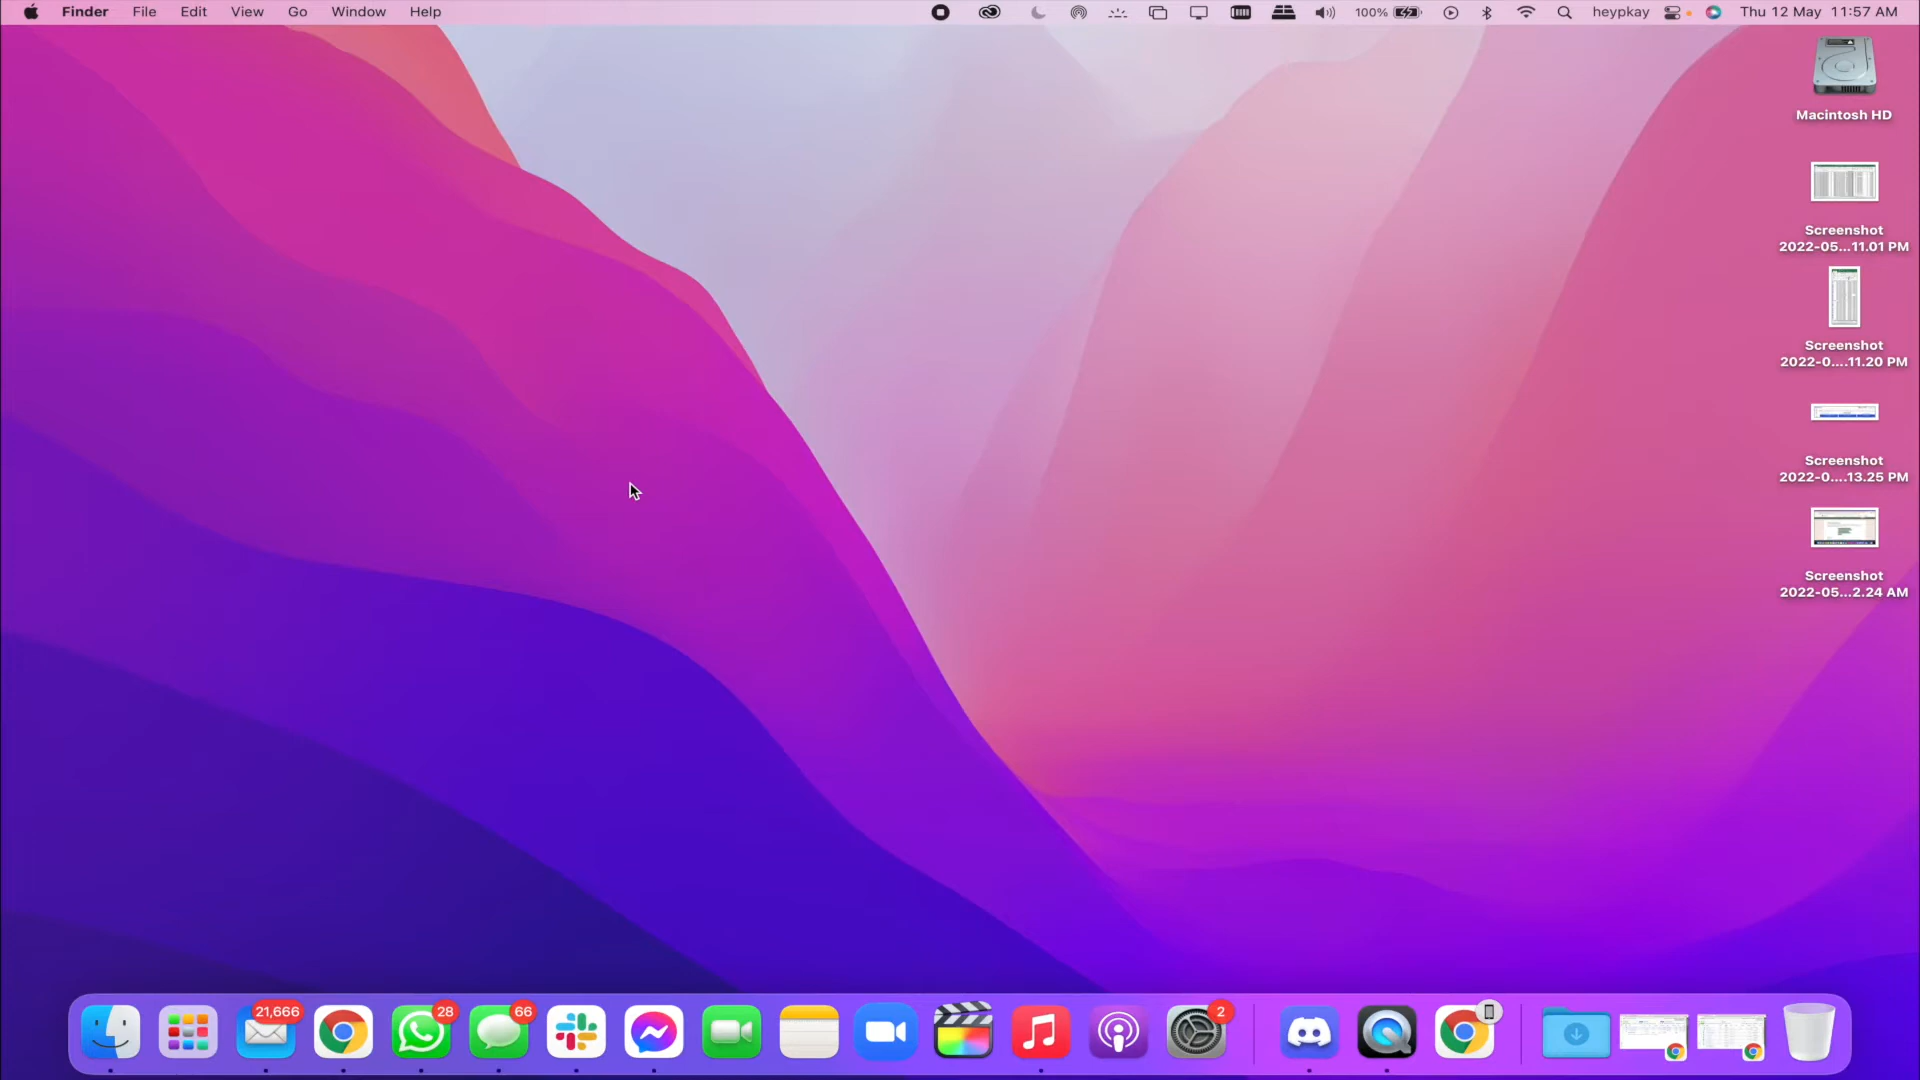 Finder File Edit View Go Window Help 100% heypkay Thu 12 May 11:57 AM
Macintosh HD
Screenshot
2022-05...11.01 PM
Screenshot
2022-0....11.20 PM
Screenshot
2022-0....13.25 PM
Screenshot
2022-05...2.24 AM
21,666 28 66 2